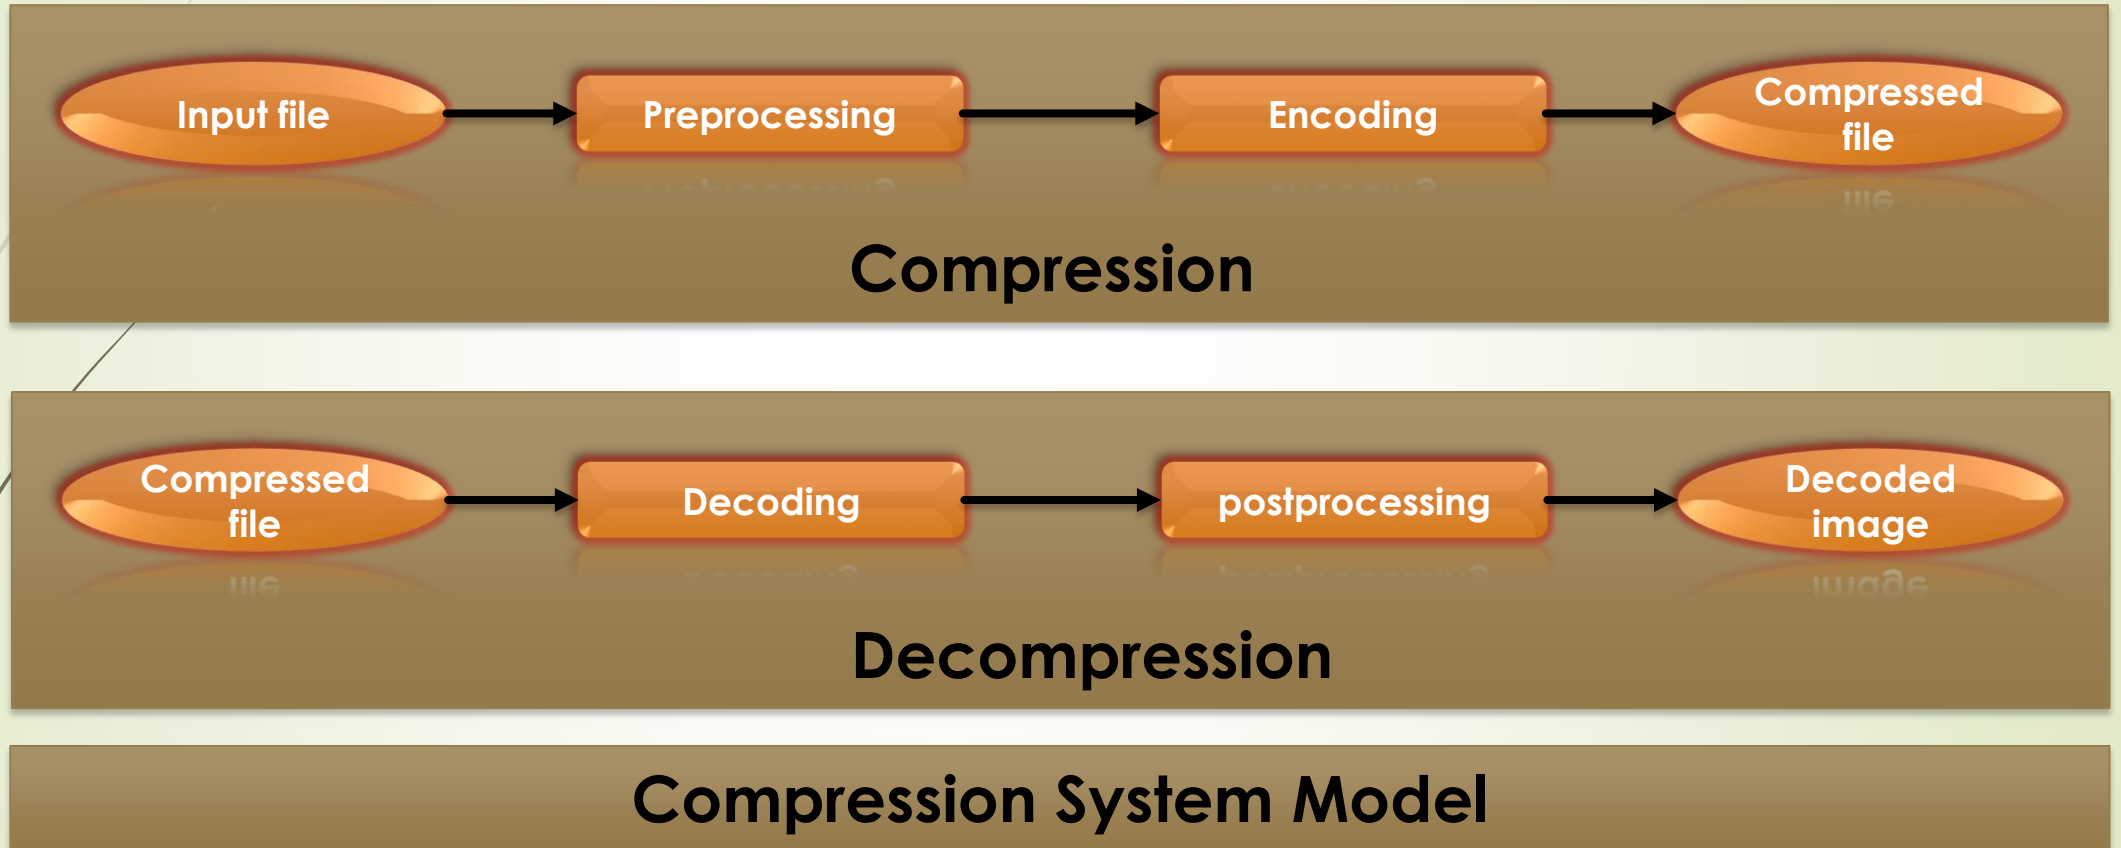 Input file
Preprocessing
Encoding
Compressed
file
Compression
Compressed
file
Decoding
postprocessing
Decoded
image
Decompression
Compression System Model